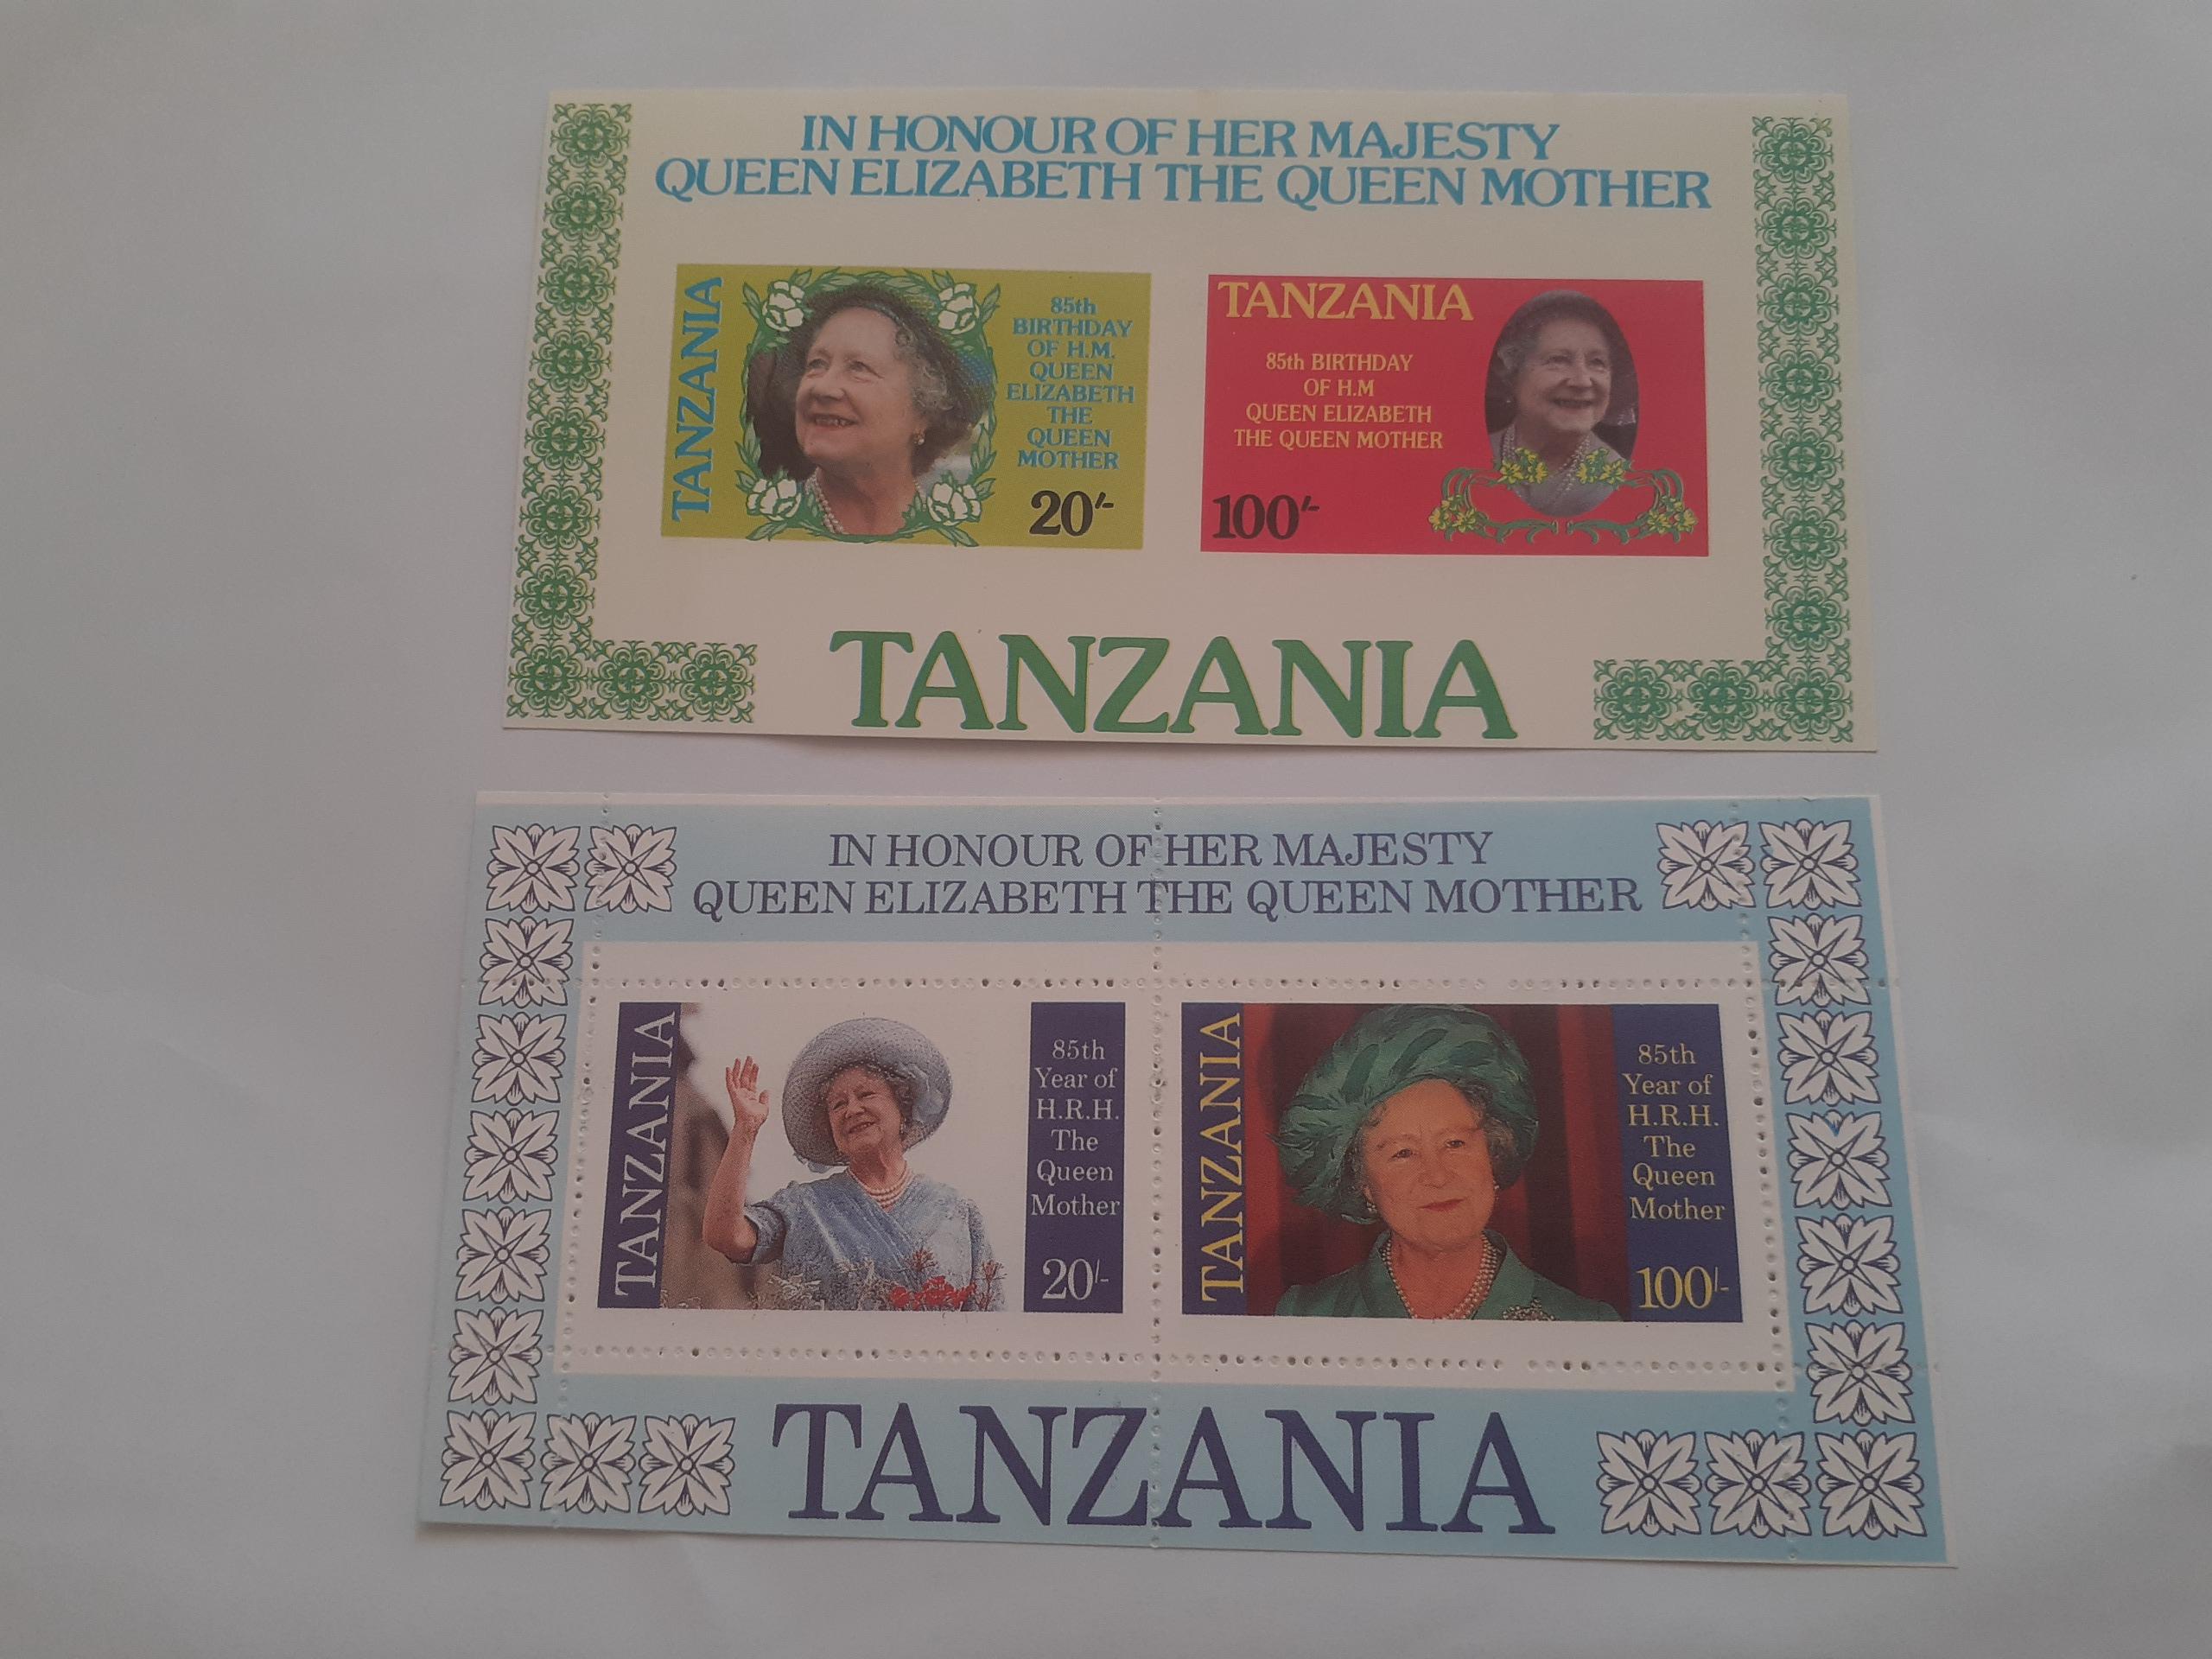 IN HONOUR OF HER MAJESTY
QUEEN ELIZABETH THE QUEEN MOTHER
TANZANIA
85th
BIRTHDAY
OF H.M.
QUEEN
ELIZABETH
THE
QUEEN
MOTHER
20/-
TANZANIA
85th BIRTHDAY
OF H.M
QUEEN ELIZABETH
THE QUEEN MOTHER
100/-
TANZANIA
IN HONOUR OF HER MAJESTY
QUEEN ELIZABETH THE QUEEN MOTHER
TANZANIA
85th
Year of
H.R.H.
The
Queen
Mother
20/-
TANZANIA
85th
Year of
H.R.H.
The
Queen
Mother
100/-
TANZANIA